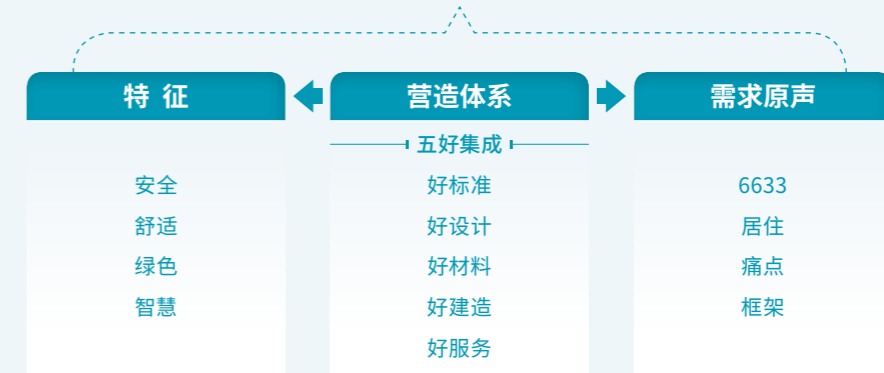 特 征
营造体系
需求原声
五好集成
安全
好标准
6633
舒适
好设计
居住
绿色
好材料
痛点
智慧
好建造
框架
好服务